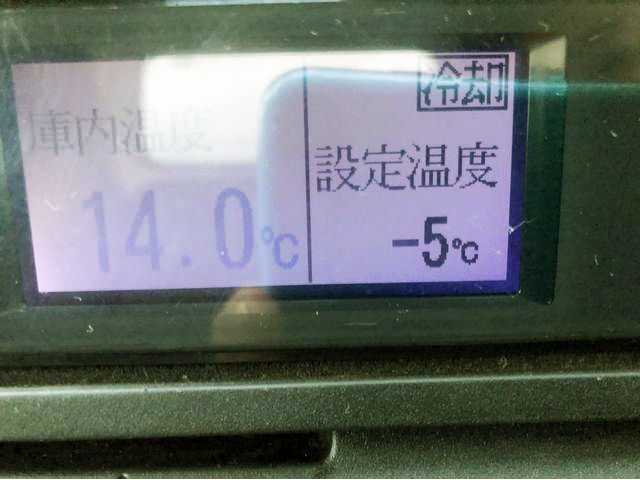 庫内温度
14.0℃
冷却
設定温度
-5℃